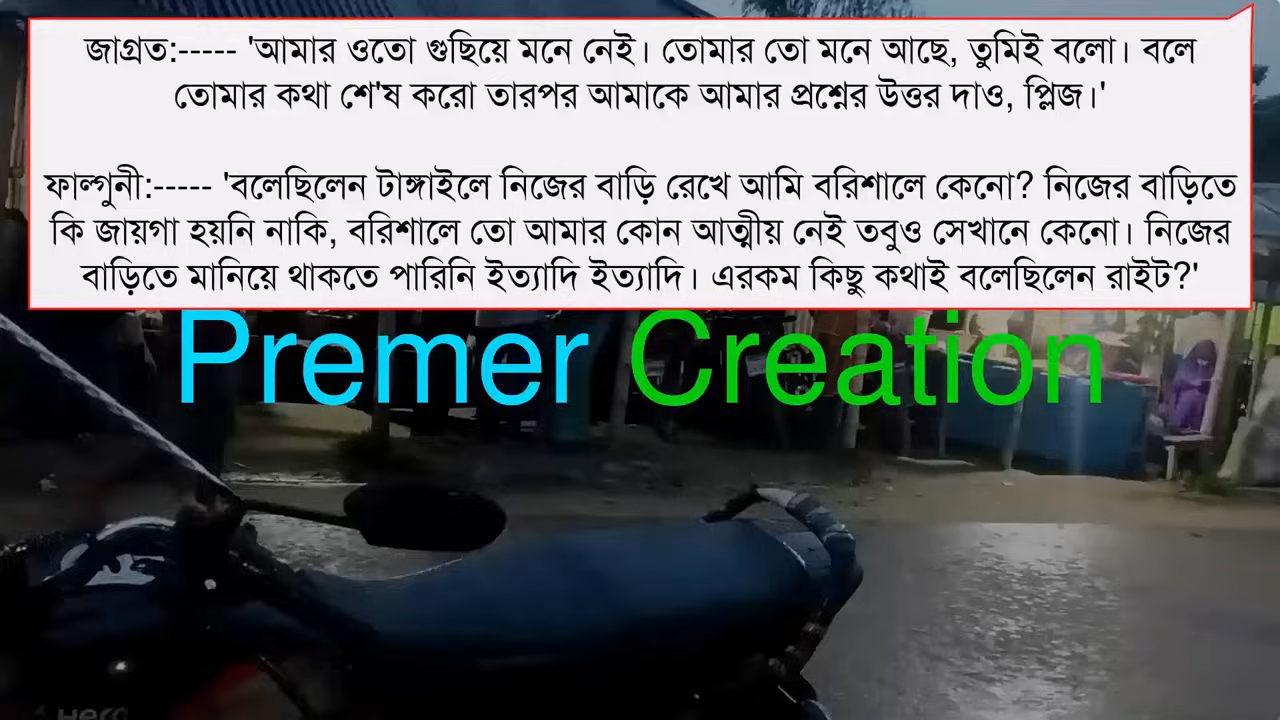 জাগ্রত:----- 'আমার ওতো গুছিয়ে মনে নেই। তোমার তো মনে আছে, তুমিই বলো। বলে
তোমার কথা শে'ষ করো তারপর আমাকে আমার প্রশ্নের উত্তর দাও, প্লিজ।'
ফাল্গুনী:----- 'বলেছিলেন টাঙ্গাইলে নিজের বাড়ি রেখে আমি বরিশালে কেনো? নিজের বাড়িতে
কি জায়গা হয়নি নাকি, বরিশালে তো আমার কোন আত্মীয় নেই তবুও সেখানে কেনো। নিজের
বাড়িতে মানিয়ে থাকতে পারিনি ইত্যাদি ইত্যাদি। এরকম কিছু কথাই বলেছিলেন রাইট?'
Premer Creation
Hero